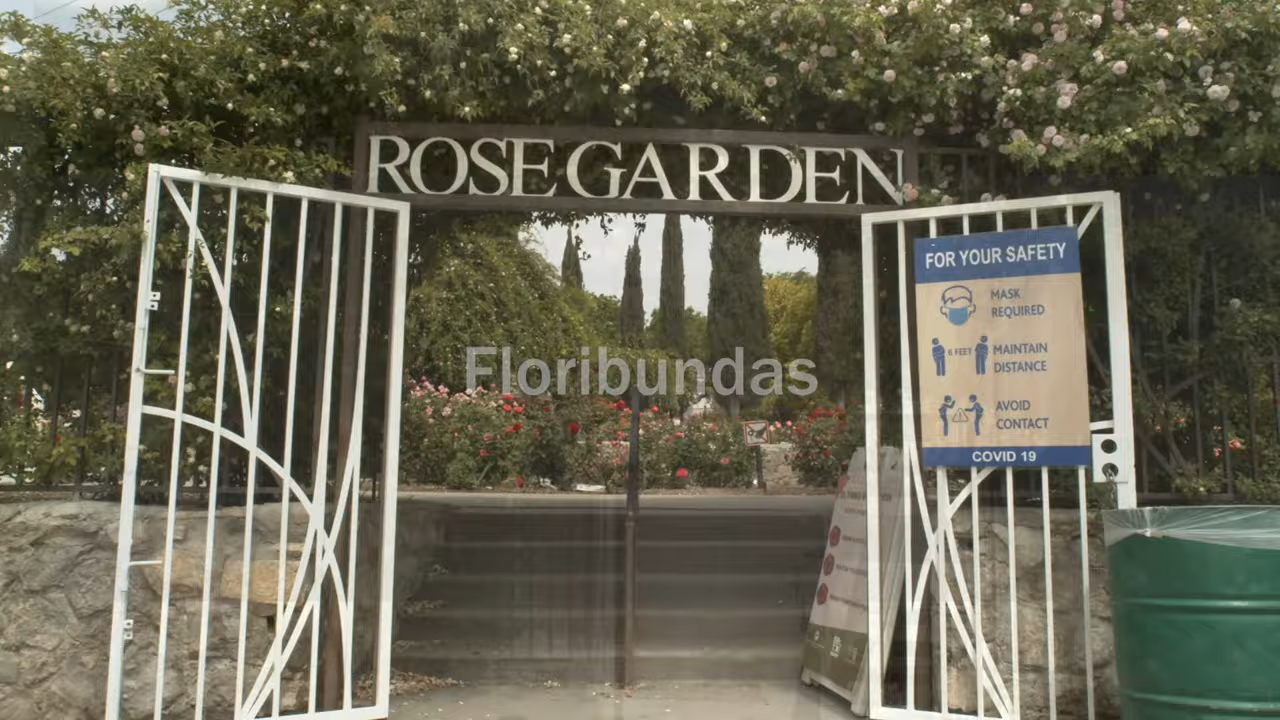 ROSE GARDEN
FOR YOUR SAFETY
MASK
REQUIRED
6 FEET
MAINTAIN
DISTANCE
AVOID
CONTACT
COVID 19
Floribundas